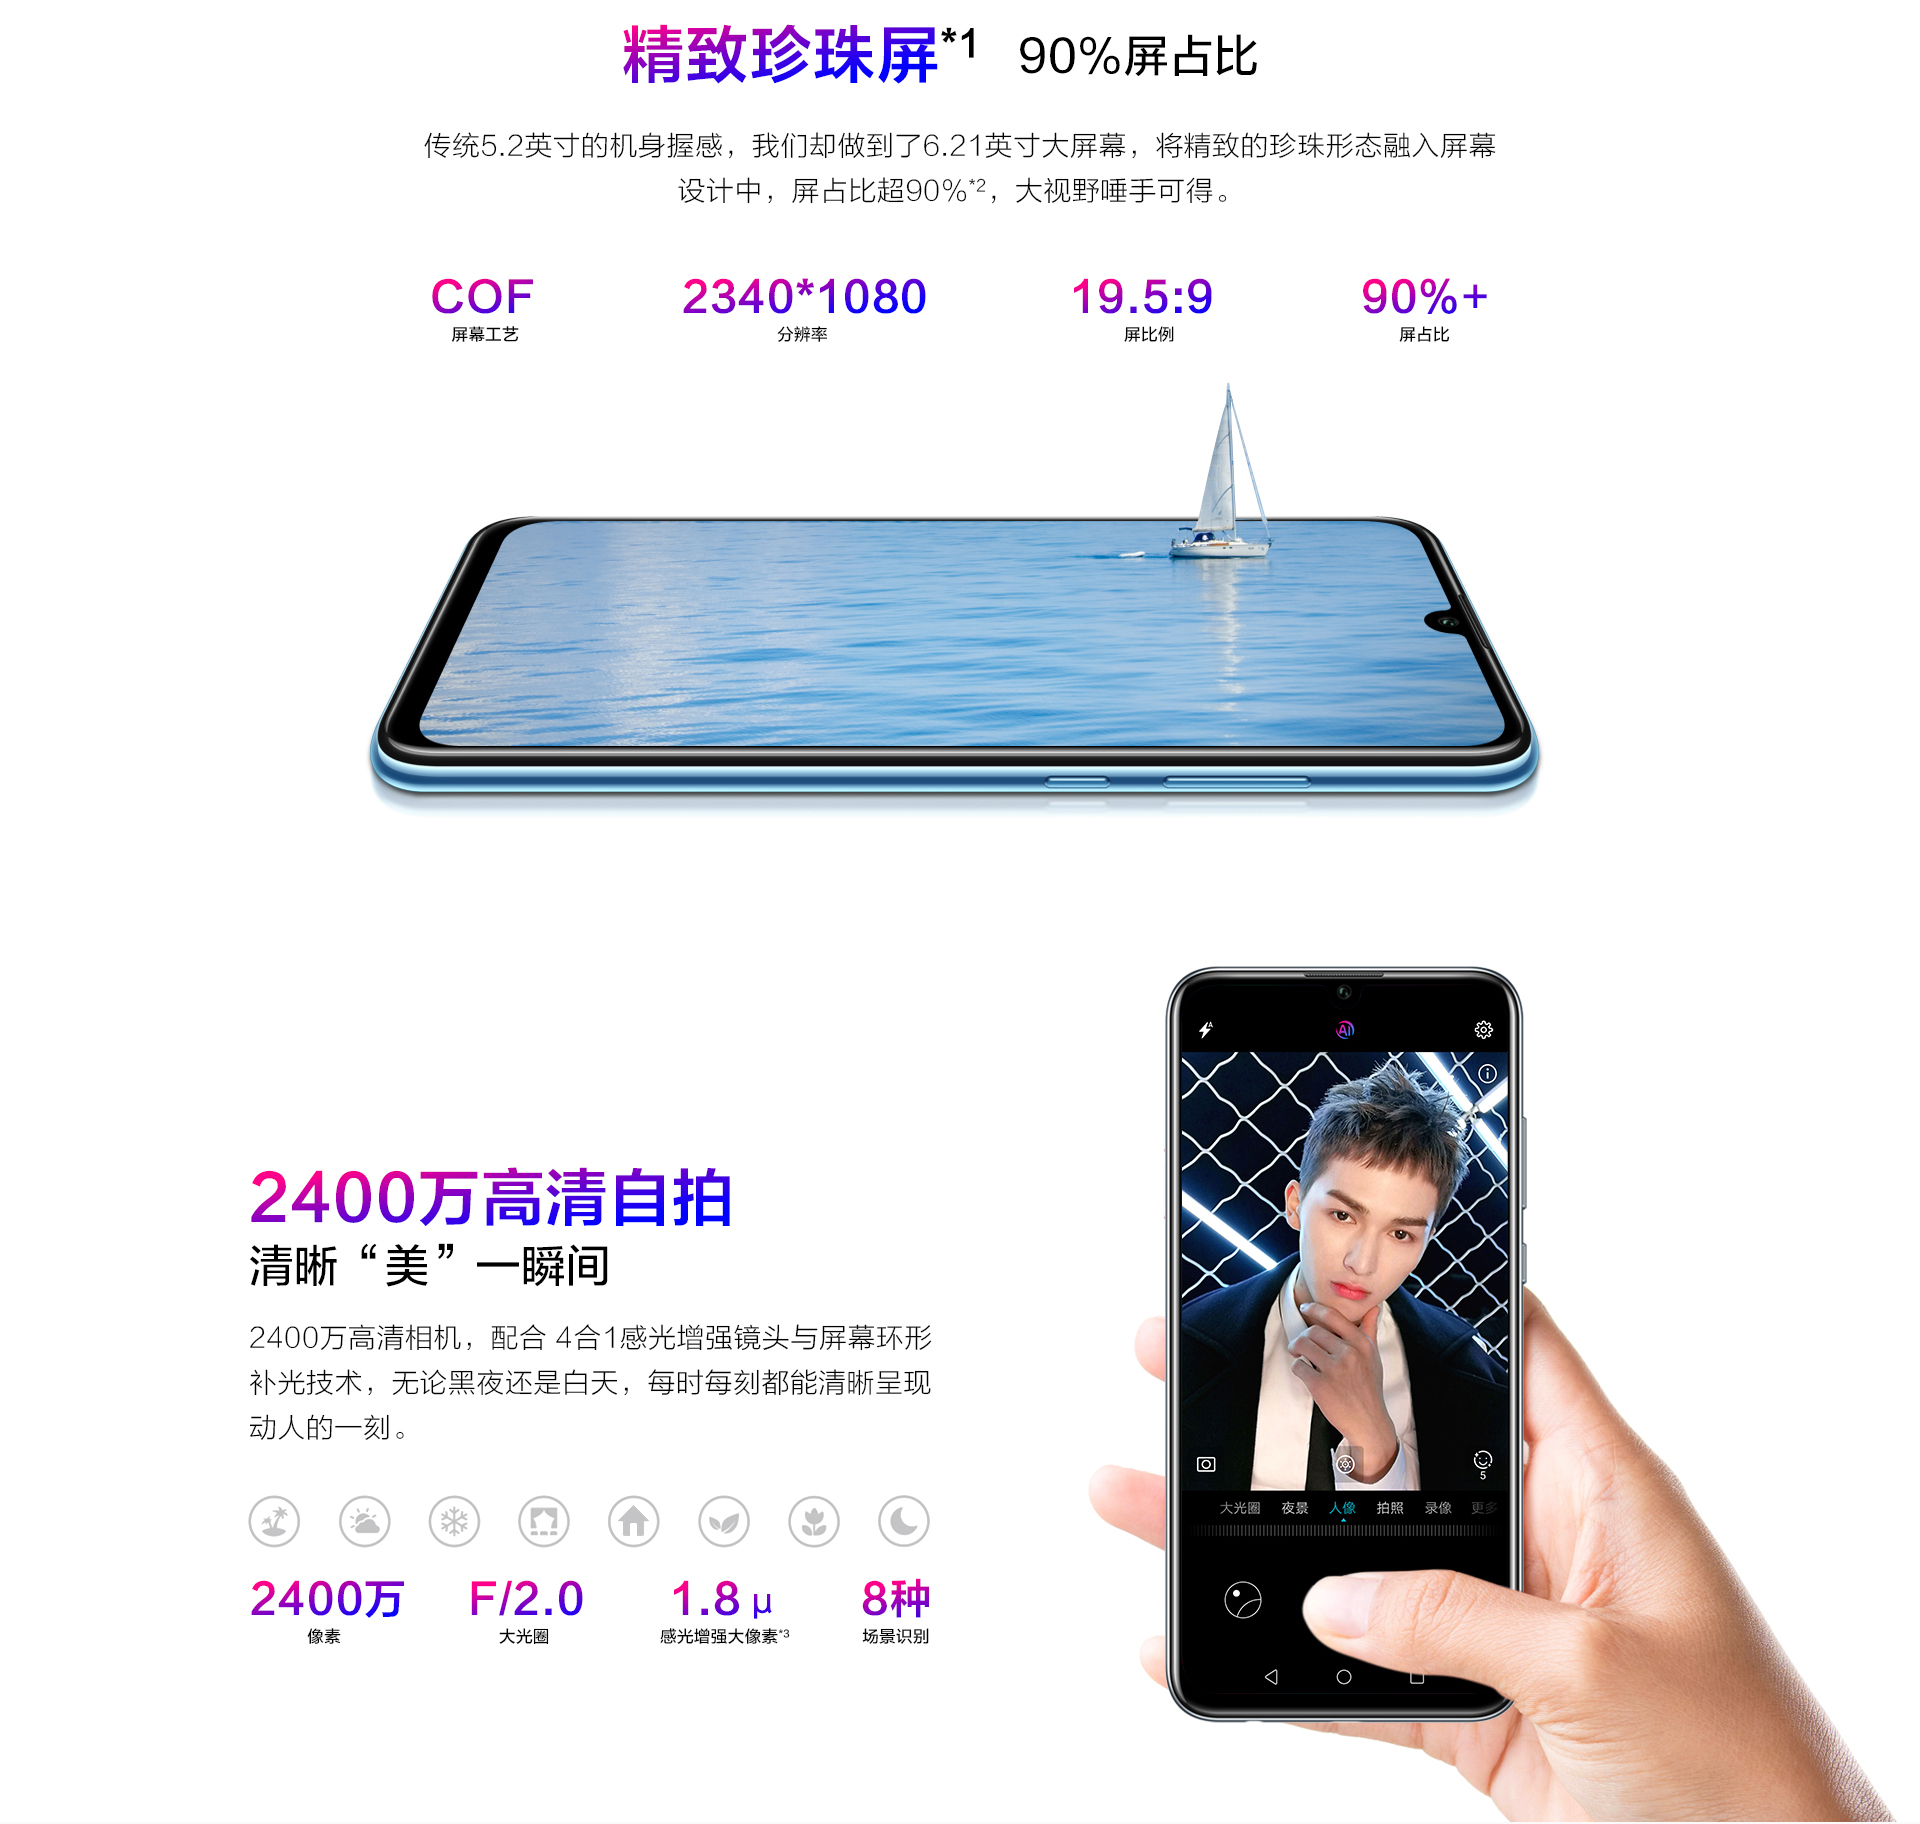 精致珍珠屏*1 90%屏占比
传统5.2英寸的机身握感，我们却做到了6.21英寸大屏幕，将精致的珍珠形态融入屏幕
设计中，屏占比超90%*2，大视野唾手可得。
COF 2340*1080 19.5:9 90%+
屏幕工艺 分辨率 屏比例 屏占比
A AI
2400万高清自拍
清晰“美”一瞬间
2400万高清相机，配合 4合1感光增强镜头与屏幕环形
补光技术，无论黑夜还是白天，每时每刻都能清晰呈现
动人的一刻。
5
大光圈 夜景 人像 拍照 录像 更多
2400万 F/2.0 1.8 μ 8种
像素 大光圈 感光增强大像素*3 场景识别